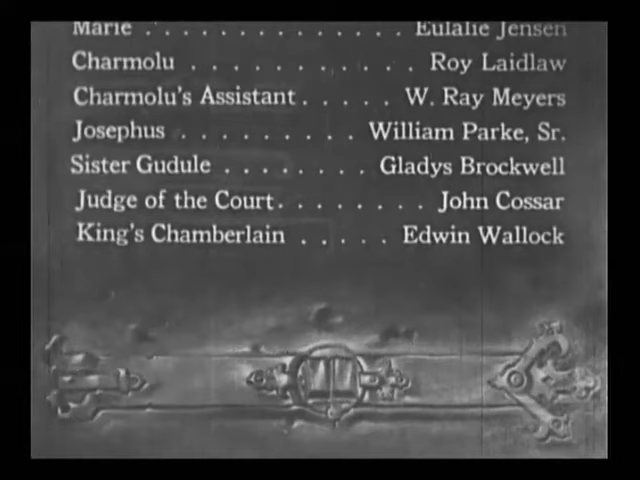 Marie . . . . . . . . . . . . . Eulalie Jensen
Charmolu . . . . . . . . . . . . Roy Laidlaw
Charmolu's Assistant . . . . . W. Ray Meyers
Josephus . . . . . . . . . William Parke, Sr.
Sister Gudule . . . . . . . . Gladys Brockwell
Judge of the Court . . . . . . . . John Cossar
King's Chamberlain . . . . . Edwin Wallock